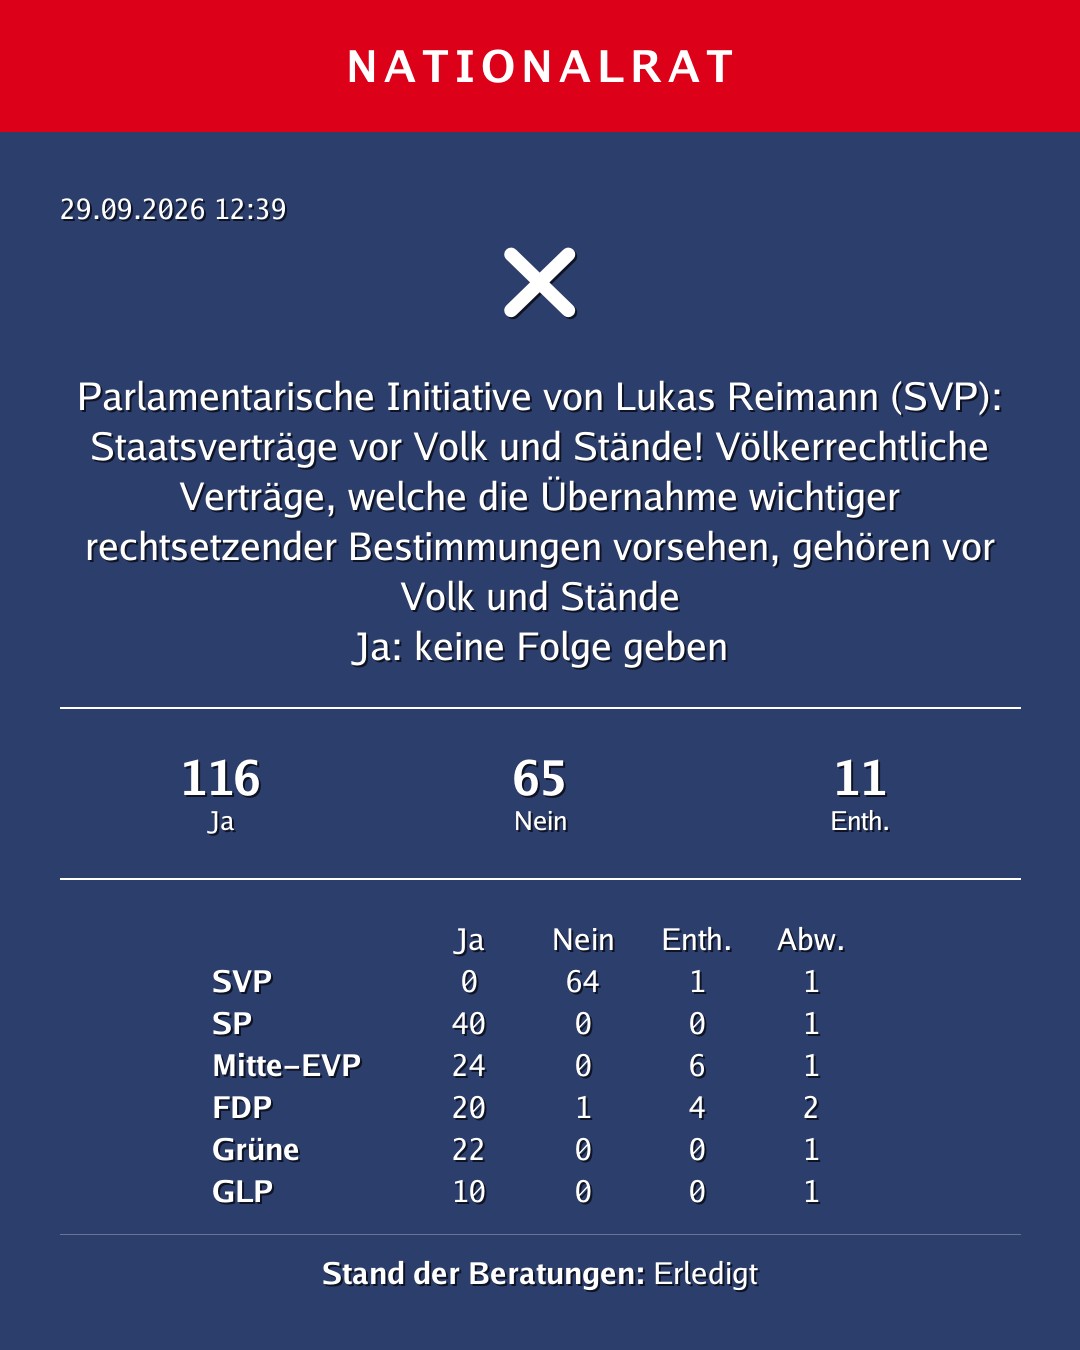 NATIONALRAT
29.09.2026 12:39
Parlamentarische Initiative von Lukas Reimann (SVP):
Staatsverträge vor Volk und Stände! Völkerrechtliche
Verträge, welche die Übernahme wichtiger
rechtsetzender Bestimmungen vorsehen, gehören vor
Volk und Stände
Ja: keine Folge geben
116 65 11
Ja Nein Enth.
Ja Nein Enth. Abw.
SVP 0 64 1 1
SP 40 0 0 1
Mitte-EVP 24 0 6 1
FDP 20 1 4 2
Grüne 22 0 0 1
GLP 10 0 0 1
Stand der Beratungen: Erledigt